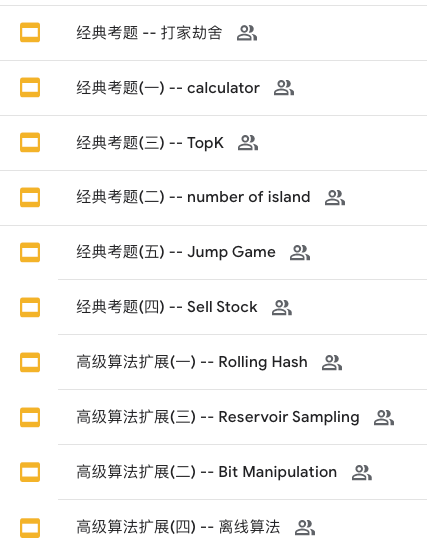 经典考题 -- 打家劫舍
经典考题(一) -- calculator
经典考题(三) -- TopK
经典考题(二) -- number of island
经典考题(五) -- Jump Game
经典考题(四) -- Sell Stock
高级算法扩展(一) -- Rolling Hash
高级算法扩展(三) -- Reservoir Sampling
高级算法扩展(二) -- Bit Manipulation
高级算法扩展(四) -- 离线算法